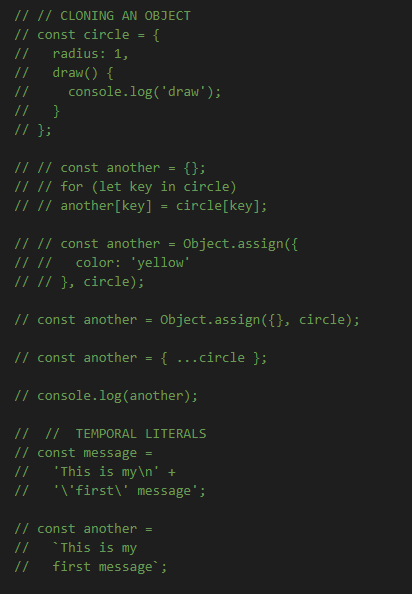 // // CLONING AN OBJECT
// const circle = {
//   radius: 1,
//   draw() {
//     console.log('draw');
//   }
// };
// // const another = {};
// // for (let key in circle)
// // another[key] = circle[key];
// // const another = Object.assign({
// //   color: 'yellow'
// // }, circle);
// const another = Object.assign({}, circle);
// const another = { ...circle };
// console.log(another);
//  //  TEMPORAL LITERALS
// const message =
//   'This is my\n' +
//   '\'first\' message';
// const another =
//   `This is my
//   first message`;